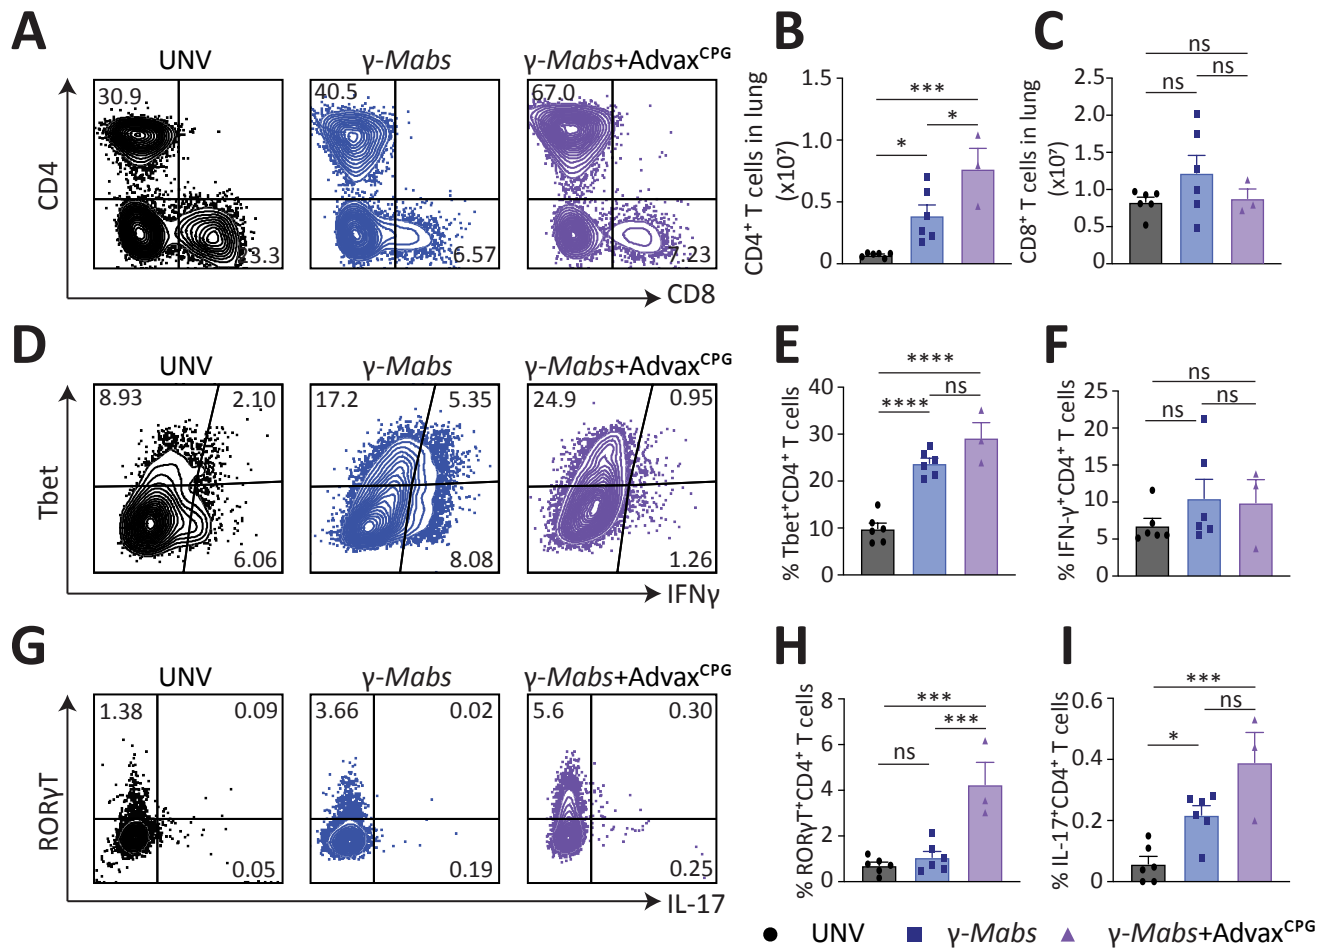 A
UNV
γ-Mabs
γ-Mabs+Advax^CPG
30.9
40.5
67.0
6.57
7.23
CD4
CD8
B
CD4⁺ T cells in lung
(x10⁷)
1.5
1.0
0.5
0
***
*
*
C
CD8⁺ T cells in lung
(x10⁷)
2.5
2.0
1.5
1.0
0.5
0
ns
ns
ns
D
UNV
γ-Mabs
γ-Mabs+Advax^CPG
8.93
2.10
17.2
5.35
24.9
0.95
6.06
8.08
1.26
Tbet
IFNγ
E
% Tbet⁺CD4⁺ T cells
40
30
20
10
0
****
ns
****
F
% IFN-γ⁺CD4⁺ T cells
25
20
15
10
5
0
ns
ns
ns
G
UNV
γ-Mabs
γ-Mabs+Advax^CPG
1.38
0.09
3.66
0.02
5.6
0.30
0.05
0.19
0.25
RORγT
IL-17
H
% RORγT⁺CD4⁺ T cells
8
6
4
2
0
***
***
ns
I
% IL-17⁺CD4⁺ T cells
0.6
0.4
0.2
0
***
ns
*
● UNV ■ γ-Mabs ▲ γ-Mabs+Advax^CPG